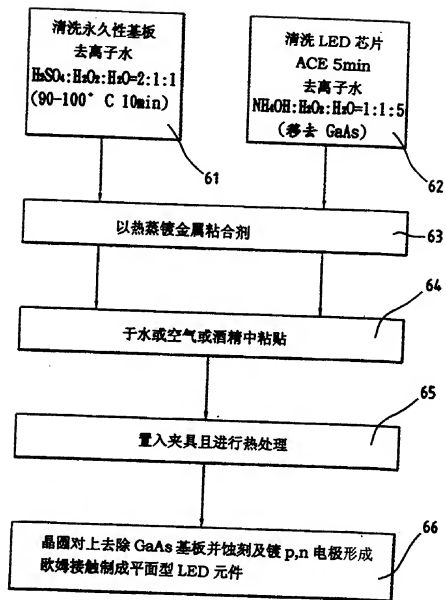 清洗永久性基板
去离子水
H₂SO₄:H₂O₂:H₂O=2:1:1
(90-100°C 10min)
61
清洗 LED 芯片
ACE 5min
去离子水
NH₄OH:H₂O₂:H₂O=1:1:5
(移去 GaAs)
62
以热蒸镀金属粘合剂
63
于水或空气或酒精中粘贴
64
置入夹具且进行热处理
65
晶圆对上去除 GaAs 基板并蚀刻及镀 p,n 电极形成
欧姆接触制成平面型 LED 元件
66